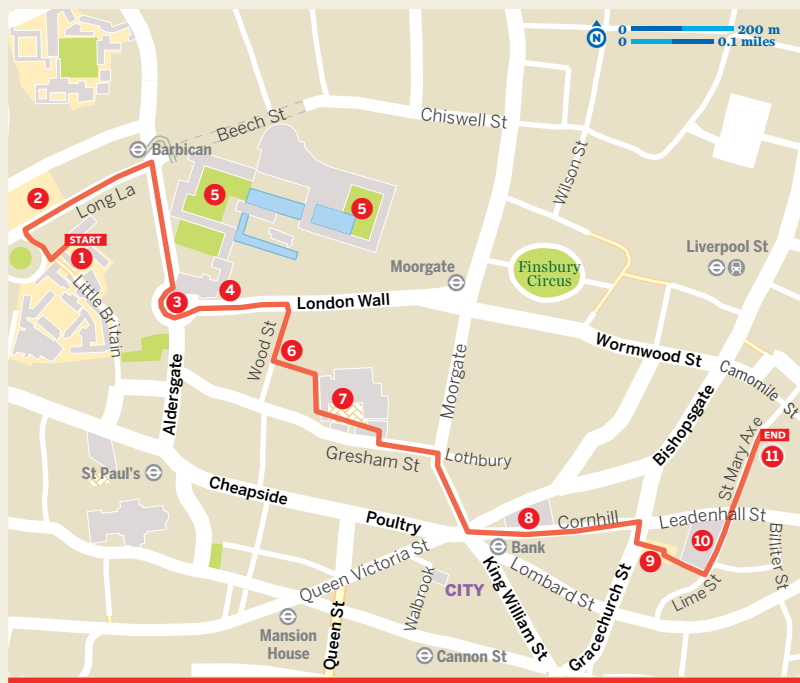 0 200 m
N 0 0.1 miles
Beech St
Chiswell St
Barbican
Wilson St
2
Long La
5
5
START
1
Liverpool St
Moorgate
Finsbury
Circus
Little Britain
4
3
London Wall
Wormwood St
Wood St
6
Moorgate
Camomile St
Aldersgate
7
Bishopsgate
St Mary Axe
END
11
Gresham St
Lothbury
St Paul's
Cheapside
Poultry
8
Cornhill
Leadenhall St
Bank
10
9
Billiter St
Queen Victoria St
Walbrook
CITY
King William St
Lombard St
Lime St
Gracechurch St
Mansion
House
Queen St
Cannon St